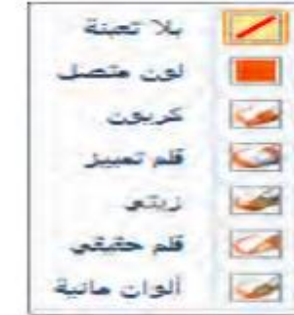 بلا تعبئة
لون متصل
كربون
قلم تمييز
زيتي
قلم حقيقي
ألوان مائية